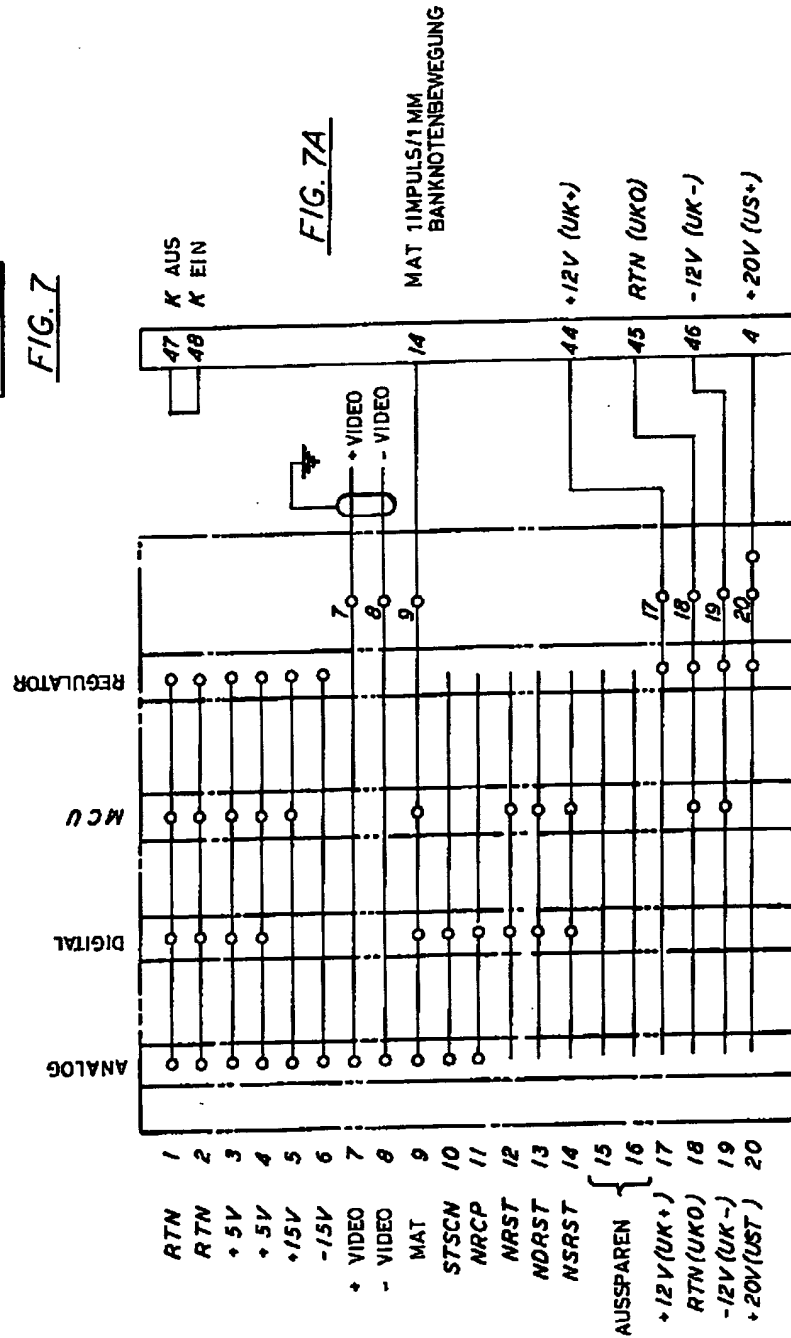 FIG. 7
FIG. 7A
ANALOG
DIGITAL
MCU
REGULATOR
RTN 1
RTN 2
+5V 3
+5V 4
+15V 5
-15V 6
+ VIDEO 7
- VIDEO 8
MAT 9
STSCN 10
NRCP 11
NRST 12
NDRST 13
NSRST 14
15
AUSSPAREN
16
+12V (UK+) 17
RTN (UKO) 18
-12V (UK-) 19
+20V (UST) 20
7
8
9
17
18
19
20
+VIDEO
- VIDEO
47 K AUS
48 K EIN
14 MAT 1IMPULS/1 MM
BANKNOTENBEWEGUNG
44 +12V (UK+)
45 RTN (UKO)
46 -12V (UK-)
4 +20V (US+)